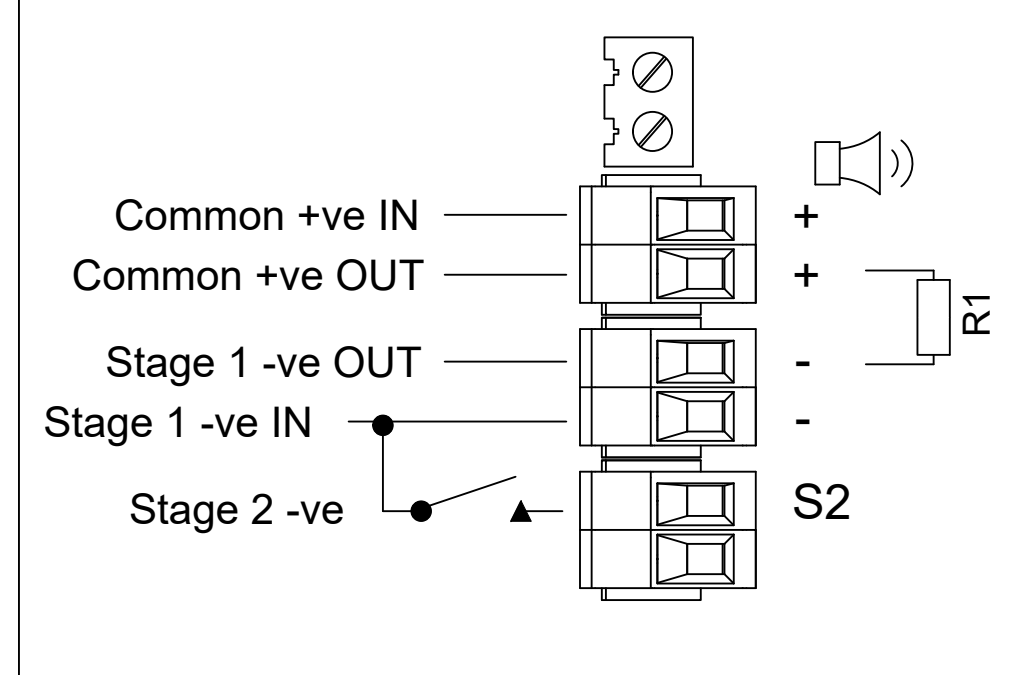 Common +ve IN +
Common +ve OUT +
Stage 1 -ve OUT -
Stage 1 -ve IN -
Stage 2 -ve S2
R1